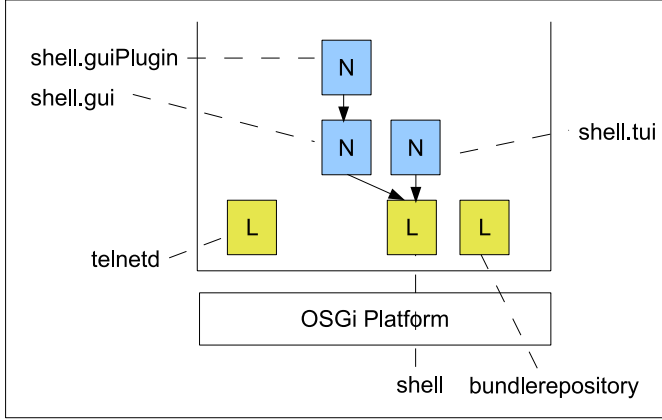 shell.guiPlugin
N
shell.gui
N
N
shell.tui
L
L
L
telnetd
OSGi Platform
shell
bundlerepository